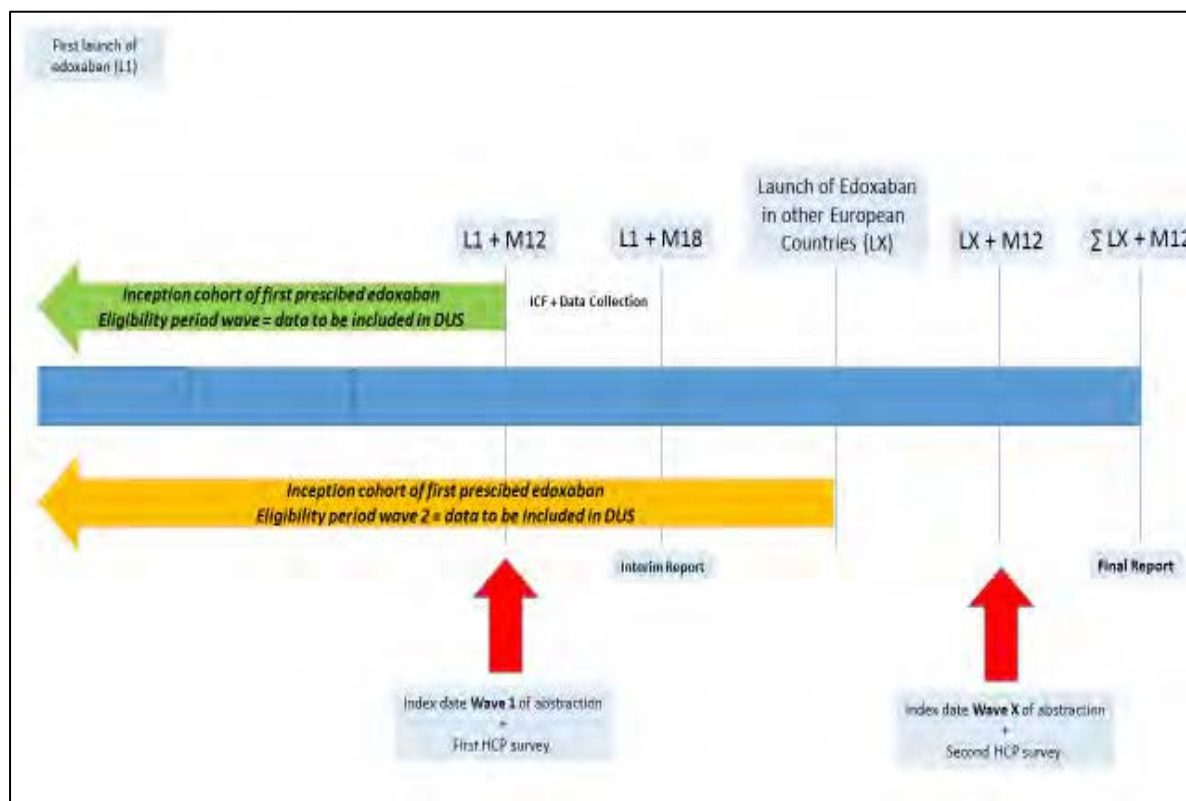 First launch of
edoxaban (L1)
Launch of Edoxaban
in other European
Countries (LX)
L1 + M12
L1 + M18
LX + M12
∑ LX + M12
Inception cohort of first prescibed edoxaban
Eligibility period wave = data to be included in DUS
ICF + Data Collection
Inception cohort of first prescibed edoxaban
Eligibility period wave 2 = data to be included in DUS
Interim Report
Final Report
Index date Wave 1 of abstraction
+
First HCP survey
Index date Wave X of abstraction
+
Second HCP survey